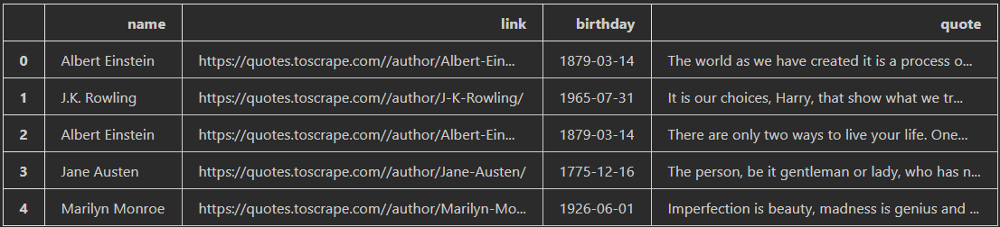 name link birthday quote
0 Albert Einstein https://quotes.toscrape.com//author/Albert-Ein... 1879-03-14 The world as we have created it is a process o...
1 J.K. Rowling https://quotes.toscrape.com//author/J-K-Rowling/ 1965-07-31 It is our choices, Harry, that show what we tr...
2 Albert Einstein https://quotes.toscrape.com//author/Albert-Ein... 1879-03-14 There are only two ways to live your life. One...
3 Jane Austen https://quotes.toscrape.com//author/Jane-Austen/ 1775-12-16 The person, be it gentleman or lady, who has n...
4 Marilyn Monroe https://quotes.toscrape.com//author/Marilyn-Mo... 1926-06-01 Imperfection is beauty, madness is genius and ...